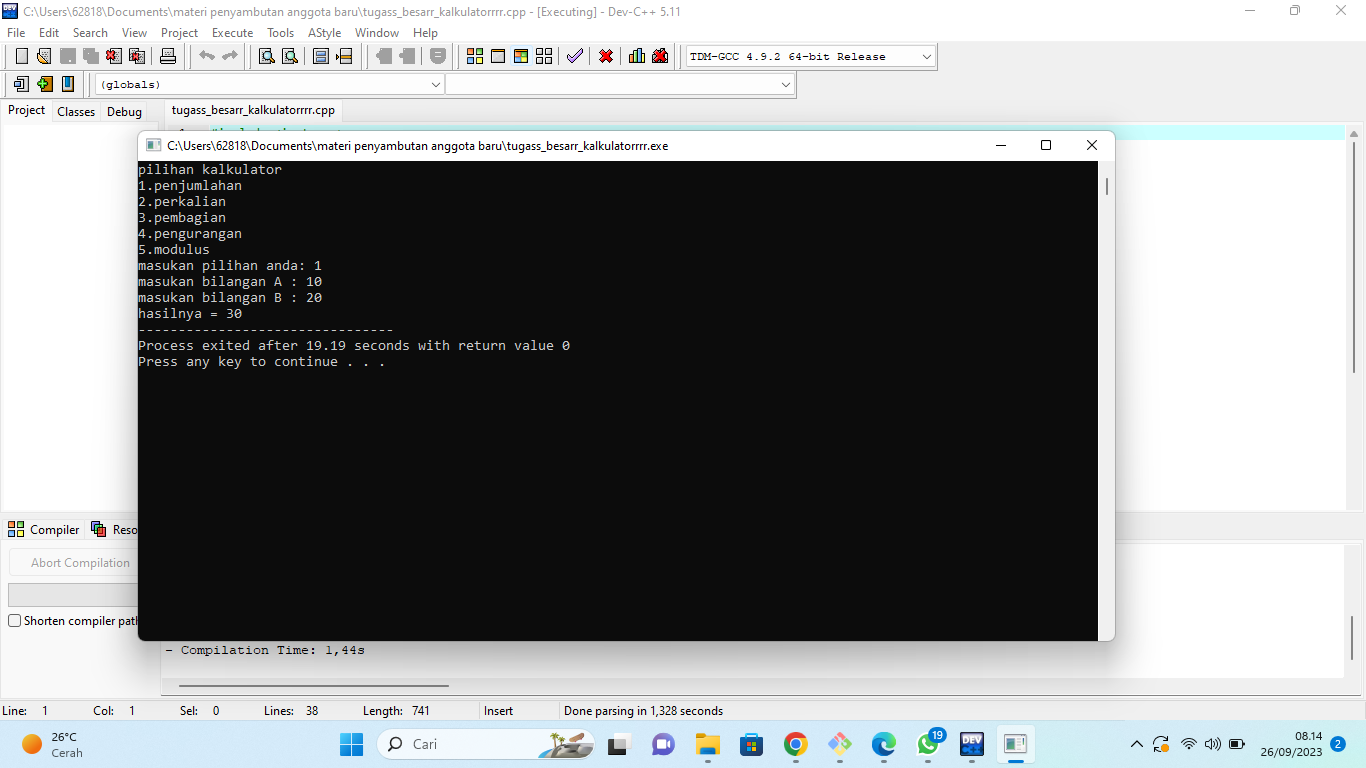 C:\Users\62818\Documents\materi penyambutan anggota baru\tugass_besarr_kalkulatorrrr.cpp - [Executing] - Dev-C++ 5.11
File Edit Search View Project Execute Tools AStyle Window Help
TDM-GCC 4.9.2 64-bit Release
(globals)
Project Classes Debug tugass_besarr_kalkulatorrrr.cpp
C:\Users\62818\Documents\materi penyambutan anggota baru\tugass_besarr_kalkulatorrrr.exe
pilihan kalkulator
1.penjumlahan
2.perkalian
3.pembagian
4.pengurangan
5.modulus
masukan pilihan anda: 1
masukan bilangan A : 10
masukan bilangan B : 20
hasilnya = 30
--------------------------------
Process exited after 19.19 seconds with return value 0
Press any key to continue . . .
Compiler Reso
Abort Compilation
Shorten compiler path
- Compilation Time: 1,44s
Line: 1 Col: 1 Sel: 0 Lines: 38 Length: 741 Insert Done parsing in 1,328 seconds
26°C
Cerah
Cari
19
DEV
08.14
26/09/2023
2